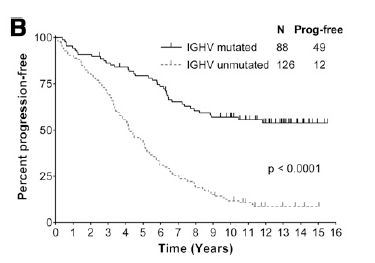 B
N Prog-free
IGHV mutated 88 49
IGHV unmutated 126 12
100
75
50
25
0
p < 0.0001
Percent progression-free
0 1 2 3 4 5 6 7 8 9 10 11 12 13 14 15 16
Time (Years)